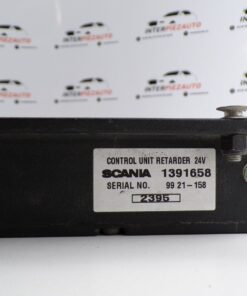 INTERPIEZAUTO
CONTROL UNIT RETARDER 24V
SCANIA 1391658
SERIAL NO. 99 21-158
2395